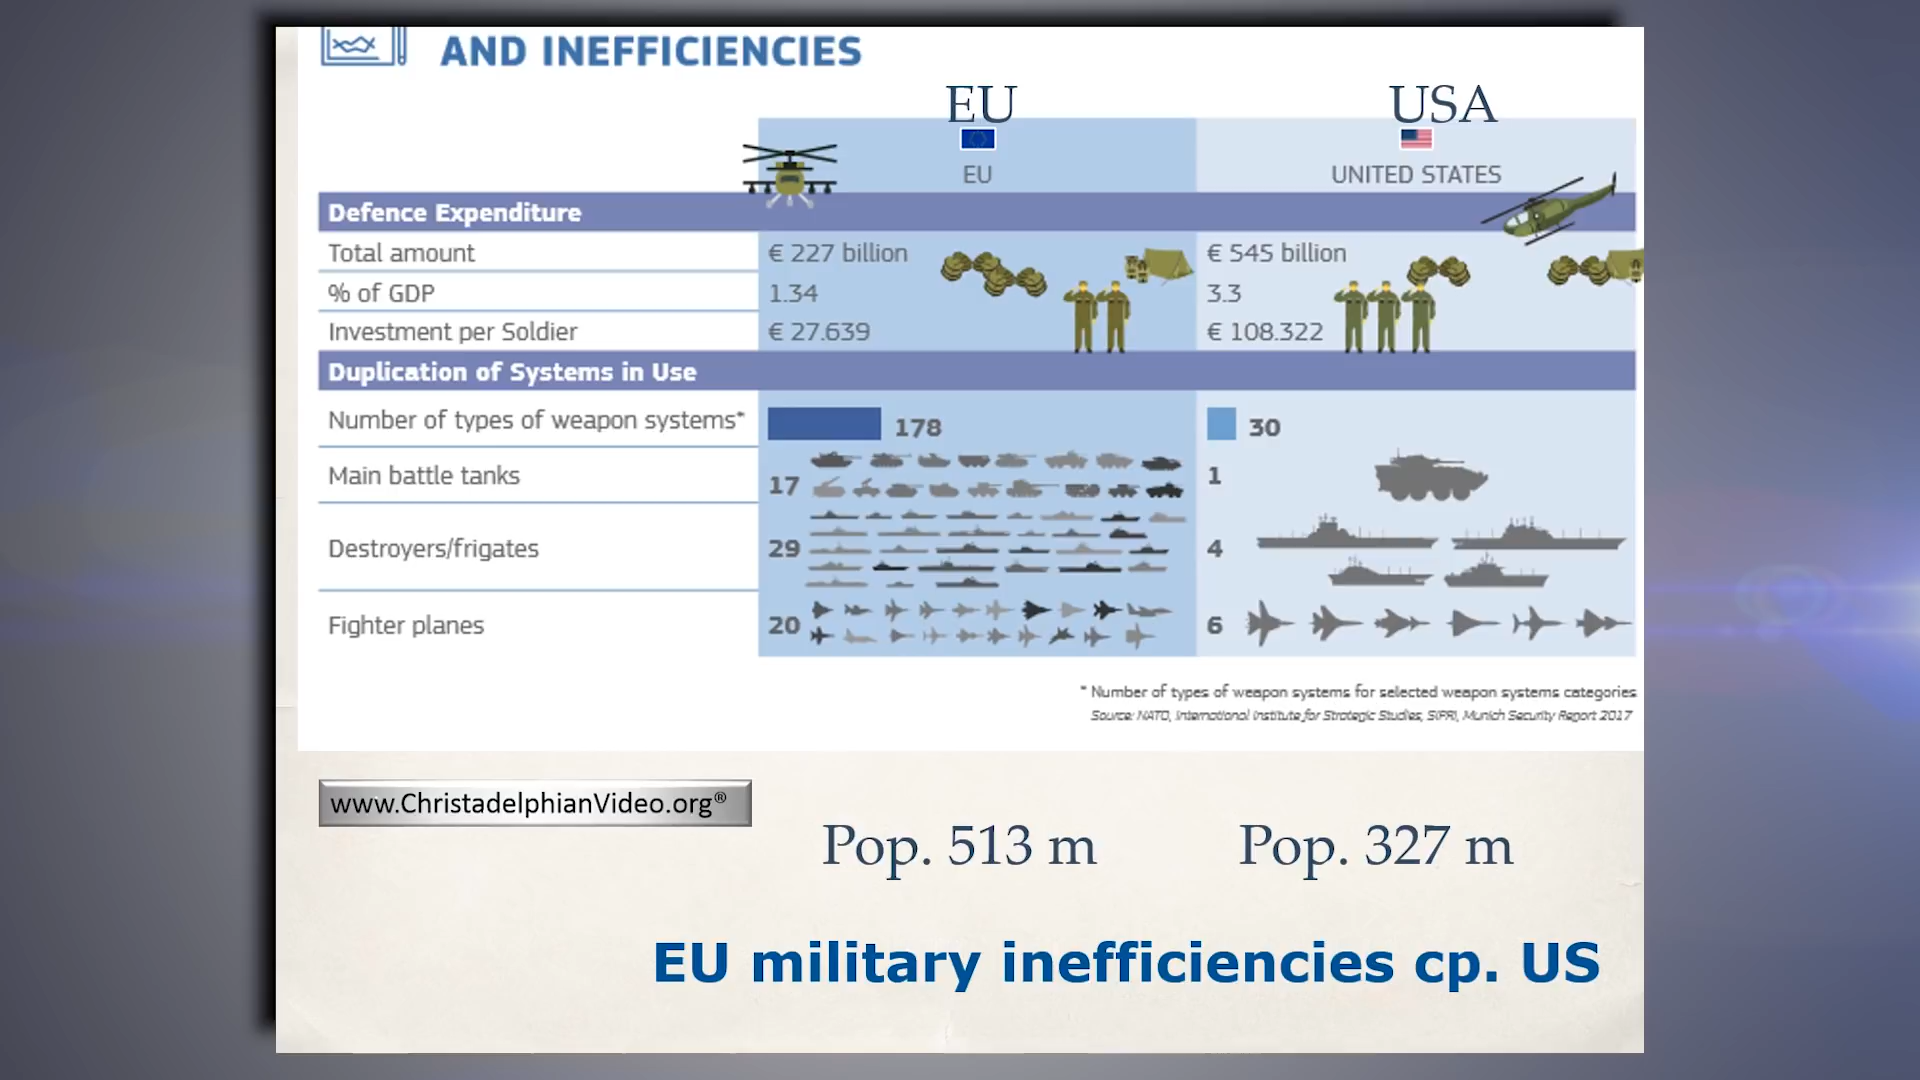 AND INEFFICIENCIES
EU USA
EU UNITED STATES
Defence Expenditure
Total amount € 227 billion € 545 billion
% of GDP 1.34 3.3
Investment per Soldier € 27.639 € 108.322
Duplication of Systems in Use
Number of types of weapon systems* 178 30
Main battle tanks 17 1
Destroyers/frigates 29 4
Fighter planes 20 6
* Number of types of weapon systems for selected weapon systems categories
Source: NATO, International Institute for Strategic Studies, SIPRI, Munich Security Report 2017
www.ChristadelphianVideo.org®
Pop. 513 m Pop. 327 m
EU military inefficiencies cp. US